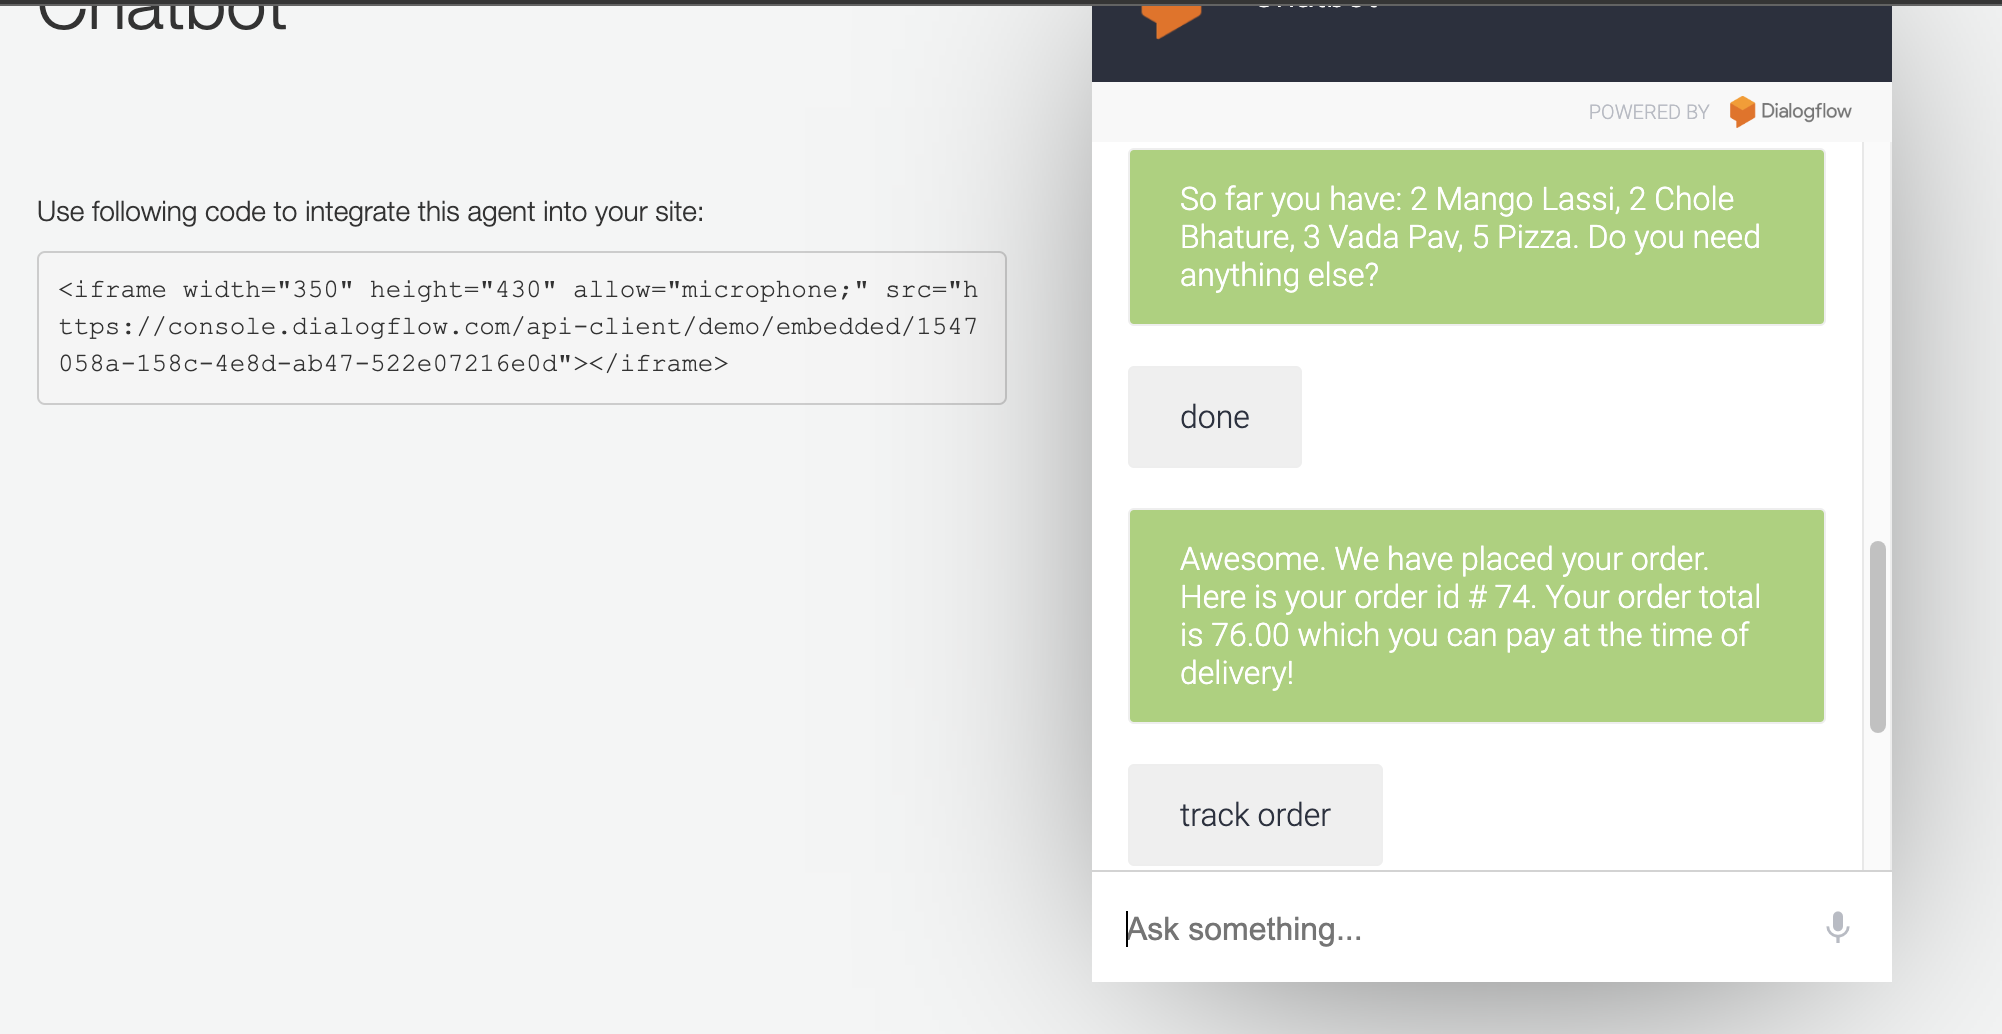 Chatbot
Use following code to integrate this agent into your site:
<iframe width="350" height="430" allow="microphone;" src="h
ttps://console.dialogflow.com/api-client/demo/embedded/1547
058a-158c-4e8d-ab47-522e07216e0d"></iframe>
POWERED BY Dialogflow
So far you have: 2 Mango Lassi, 2 Chole
Bhature, 3 Vada Pav, 5 Pizza. Do you need
anything else?
done
Awesome. We have placed your order.
Here is your order id # 74. Your order total
is 76.00 which you can pay at the time of
delivery!
track order
Ask something...